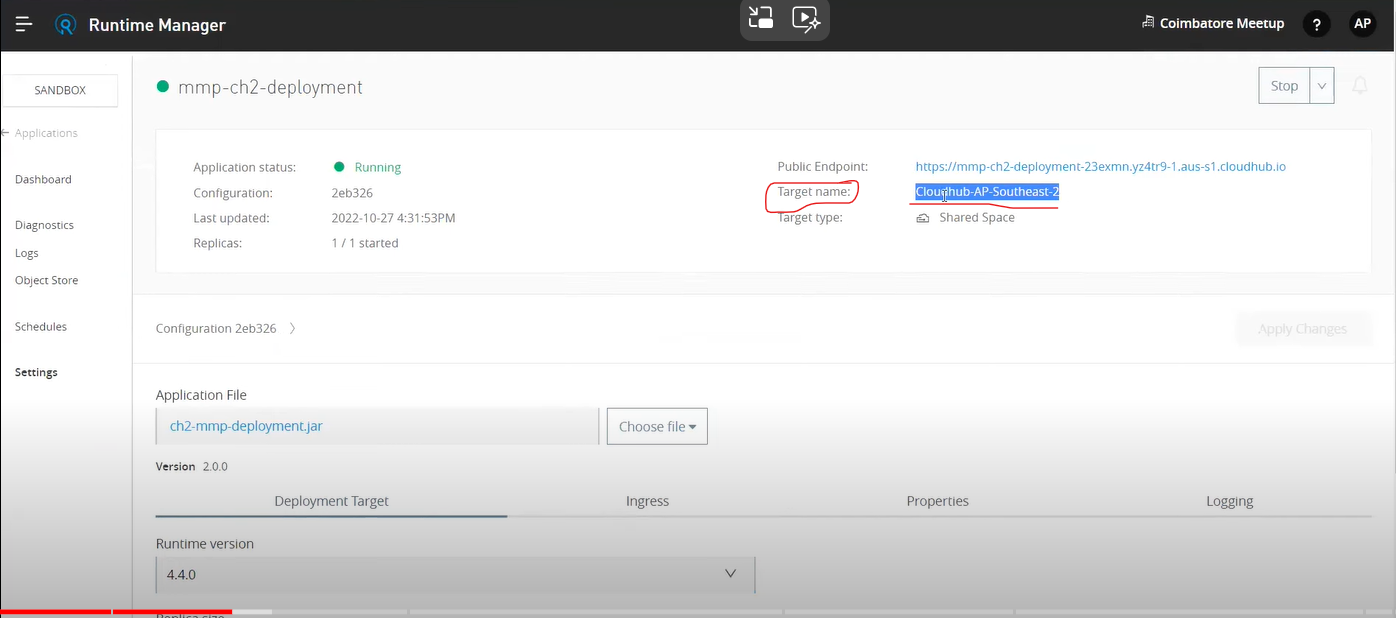 Runtime Manager
Coimbatore Meetup
?
AP
SANDBOX
mmp-ch2-deployment
Stop
Applications
Dashboard
Diagnostics
Logs
Object Store
Schedules
Settings
Application status: Running
Configuration: 2eb326
Last updated: 2022-10-27 4:31:53PM
Replicas: 1 / 1 started
Public Endpoint: https://mmp-ch2-deployment-23exmn.yz4tr9-1.aus-s1.cloudhub.io
Target name: Cloudhub-AP-Southeast-2
Target type: Shared Space
Configuration 2eb326
Apply Changes
Application File
ch2-mmp-deployment.jar
Choose file
Version 2.0.0
Deployment Target
Ingress
Properties
Logging
Runtime version
4.4.0
Replica size